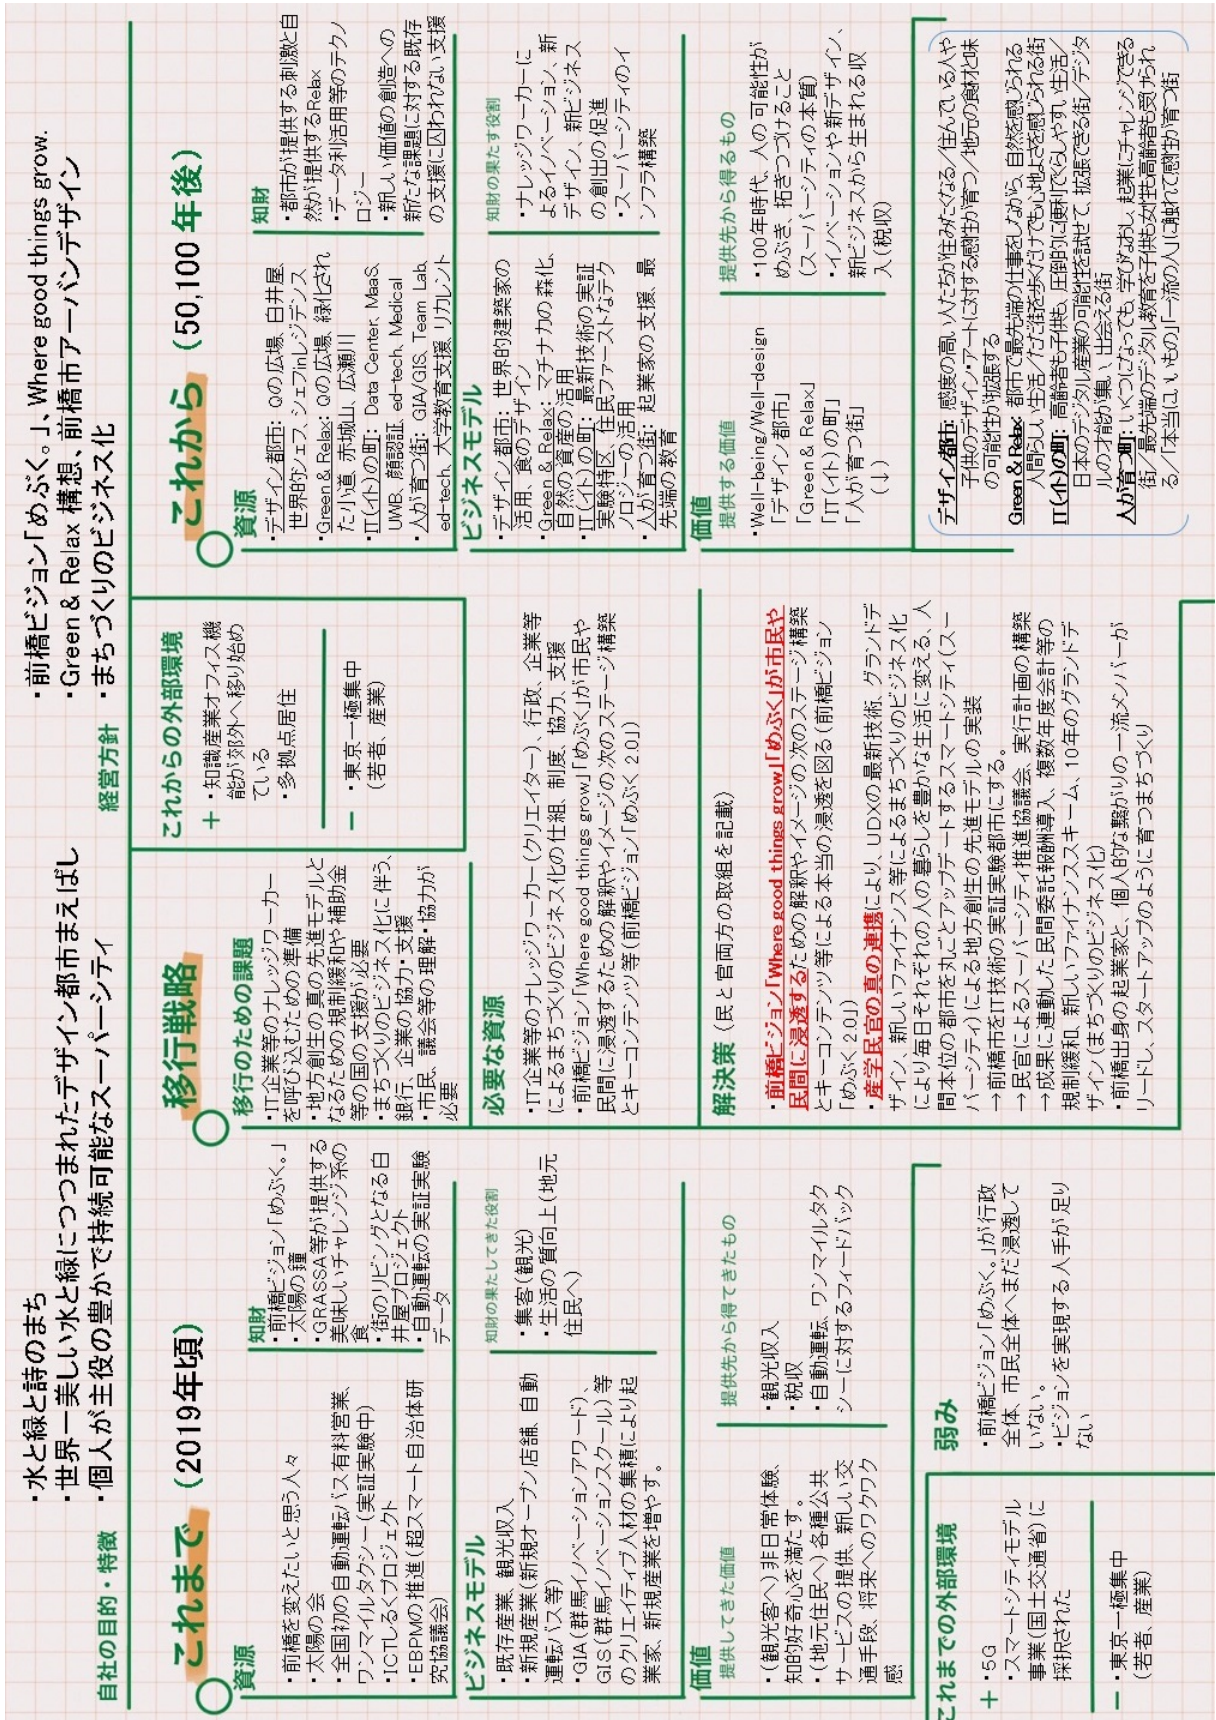 自社の目的・特徴
・水と緑と詩のまち
・世界一美しい水と緑につつまれたデザイン都市まえばし
・個人が主役の豊かで持続可能なスーパーシティ
経営方針
・前橋ビジョン「めぶく。」、Where good things grow.
・Green & Relax 構想、前橋市アーバンデザイン
・まちづくりのビジネス化
これまで（2019年頃）
資源
・前橋を変えたいと思う人々
・太陽の会
・全国初の自動運転バス有料営業、
ワンマイルタクシー（実証実験中）
・ICTしるくプロジェクト
・EBPMの推進（超スマート自治体研
究協議会）
知財
・前橋ビジョン「めぶく。」
・太陽の鐘
・GRASSA等が提供する
美味しいチャレンジ系の
食
・街のリビングとなる白
井屋プロジェクト
・自動運転の実証実験
データ
ビジネスモデル
・既存産業、観光収入
・新規産業（新規オープン店舗、自動
運転バス等）
・GIA（群馬イノベーションアワード）、
GIS（群馬イノベーションスクール）等
のクリエイティブ人材の集積により起
業家、新規産業を増やす。
知財の果たしてきた役割
・集客（観光）
・生活の質向上（地元
住民へ）
価値
提供してきた価値
・（観光客へ）非日常体験、
知的好奇心を満たす。
・（地元住民へ）各種公共
サービスの提供、新しい交
通手段、将来へのワクワク
感
提供先から得てきたもの
・観光収入
・税収
・自動運転、ワンマイルタク
シーに対するフィードバック
これまでの外部環境
＋ ・5G
・スマートシティモデル
事業（国土交通省）に
採択された
－ ・東京一極集中
（若者、産業）
弱み
・前橋ビジョン「めぶく。」が行政
全体、市民全体へまだ浸透して
いない。
・ビジョンを実現する人手が足り
ない
移行戦略
移行のための課題
・IT企業等のナレッジワーカー
を呼び込むための準備
・地方創生の真の先進モデルと
なるための規制緩和や補助金
等の国の支援が必要
・まちづくりのビジネス化に伴う、
銀行、企業の協力・支援
・市民、議会等の理解・協力が
必要
これからの外部環境
＋ ・知識産業オフィス機
能が郊外へ移り始め
ている
・多拠点居住
－ ・東京一極集中
（若者、産業）
必要な資源
・IT企業等のナレッジワーカー（クリエイター）、行政、企業等
によるまちづくりのビジネス化の仕組、制度、協力、支援
・前橋ビジョン「Where good things grow」「めぶく」が市民や
民間に浸透するための解釈やイメージの次のステージ構築
とキーコンテンツ等（前橋ビジョン「めぶく 2.0」）
解決策（民と官両方の取組を記載）
・前橋ビジョン「Where good things grow」「めぶく」が市民や
民間に浸透するための解釈やイメージの次のステージ構築
とキーコンテンツ等による本当の浸透を図る（前橋ビジョン
「めぶく 2.0」）
・産学民官の真の連携により、UDXの最新技術、グランドデ
ザイン、新しいファイナンス等によるまちづくりのビジネス化
により毎日それぞれの人の暮らしを豊かな生活に変える、人
間本位の都市を丸ごとアップデートするスマートシティ（スー
パーシティ）による地方創生の先進モデルの実装
→前橋市をIT技術の実証実験都市にする。
→民官によるスーパーシティ推進協議会、実行計画の構築
→成果に連動した民間委託報酬導入、複数年度会計等の
規制緩和、新しいファイナンススキーム、10年のグランドデ
ザイン（まちづくりのビジネス化）
・前橋出身の起業家と、個人的な繋がりの一流メンバーが
リードし、スタートアップのように育つまちづくり
これから（50,100年後）
資源
・デザイン都市：Qの広場、白井屋、
世界的シェフ、シェフinレジデンス
・Green&Relax：Qの広場、緑化され
た小道、赤城山、広瀬川
・IT（イト）の町：Data Center、MaaS、
UWB、顔認証、ed-tech、Medical
・人が育つ街：GIA/GIS、Team Lab、
ed-tech、大学教育支援、リカレント
知財
・都市が提供する刺激と自
然が提供するRelax
・データ利活用等のテクノ
ロジー
・新しい価値の創造への
新たな課題に対する既存
の支援に囚われない支援
ビジネスモデル
・デザイン都市：世界的建築家の
活用、食のデザイン
・Green & Relax：マチナカの森化、
自然の資産の活用
・IT（イト）の町：最新技術の実証
実験特区、住民ファーストなテク
ノロジーの活用
・人が育つ街：起業家の支援、最
先端の教育
知財の果たす役割
・ナレッジワーカーに
よるイノベーション、新
デザイン、新ビジネス
の創出の促進
・スーパーシティのイ
ンフラ構築
価値
提供する価値
・Well-being/Well-design
「デザイン都市」
「Green & Relax」
「IT（イト）の町」
「人が育つ街」
（↓）
提供先から得るもの
・100年時代、人の可能性が
めぶき、拓きつづけること
（スーパーシティの本質）
・イノベーションや新デザイン、
新ビジネスから生まれる収
入（税収）
デザイン都市：感度の高い人たちが住みたくなる/住んでいる人や
子供のデザイン・アートに対する感性が育つ/地元の食材と味
の可能性が拡張する
Green & Relax：都市で最先端の仕事をしながら、自然を感じられる
人間らしい生活/ただ街を歩くだけでも心地よさを感じられる街
IT（イト）の町：高齢者も子供も、圧倒的に便利でくらしやすい生活/
日本のデジタル産業の可能性を試せて、拡張できる街/デジタ
ルの才能が集い、出会える街
人が育つ町：いくつになっても、学びなおし、起業にチャレンジできる
街/最先端のデジタル教育を子供も女性も高齢者も受けられ
る/「本当にいいもの」「一流の人」に触れて感性が育つ街